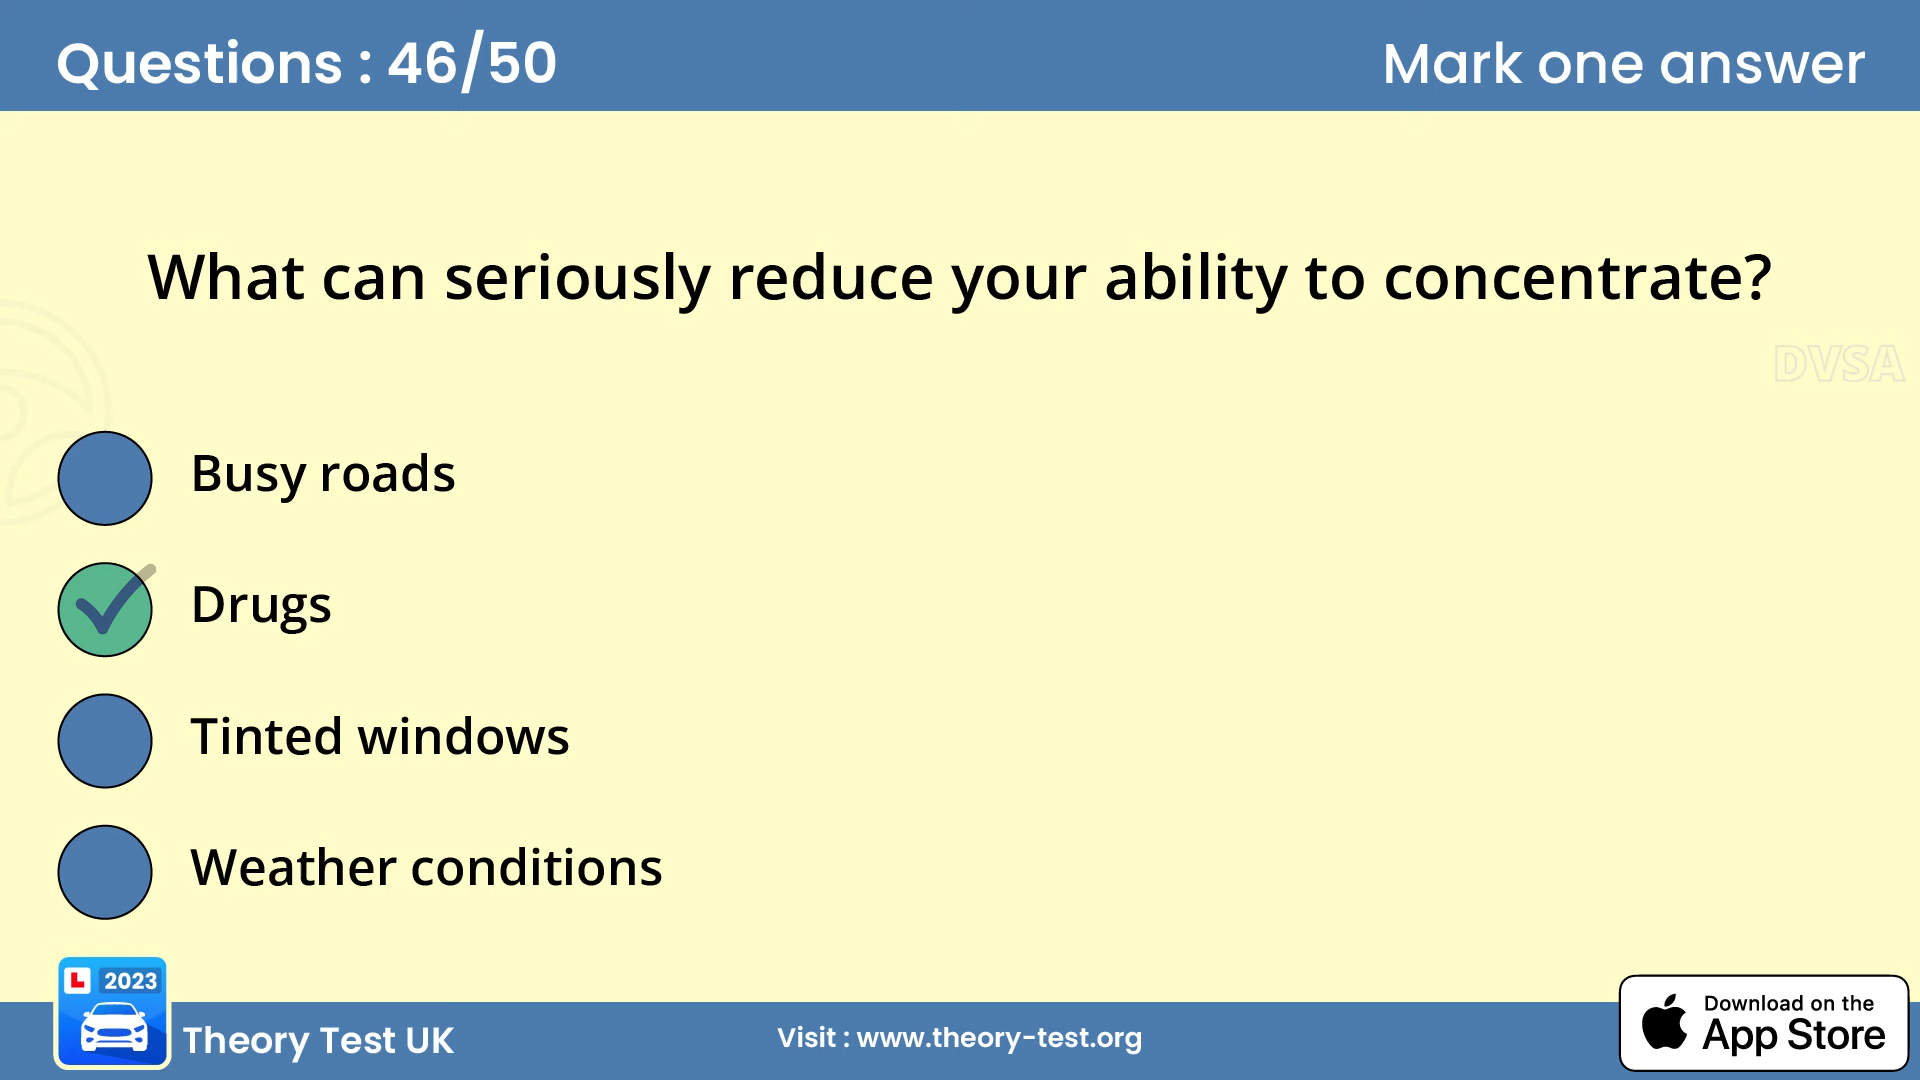 Questions : 46/50
Mark one answer
What can seriously reduce your ability to concentrate?
DVSA
Busy roads
Drugs
Tinted windows
Weather conditions
L 2023
Theory Test UK
Visit : www.theory-test.org
Download on the
App Store